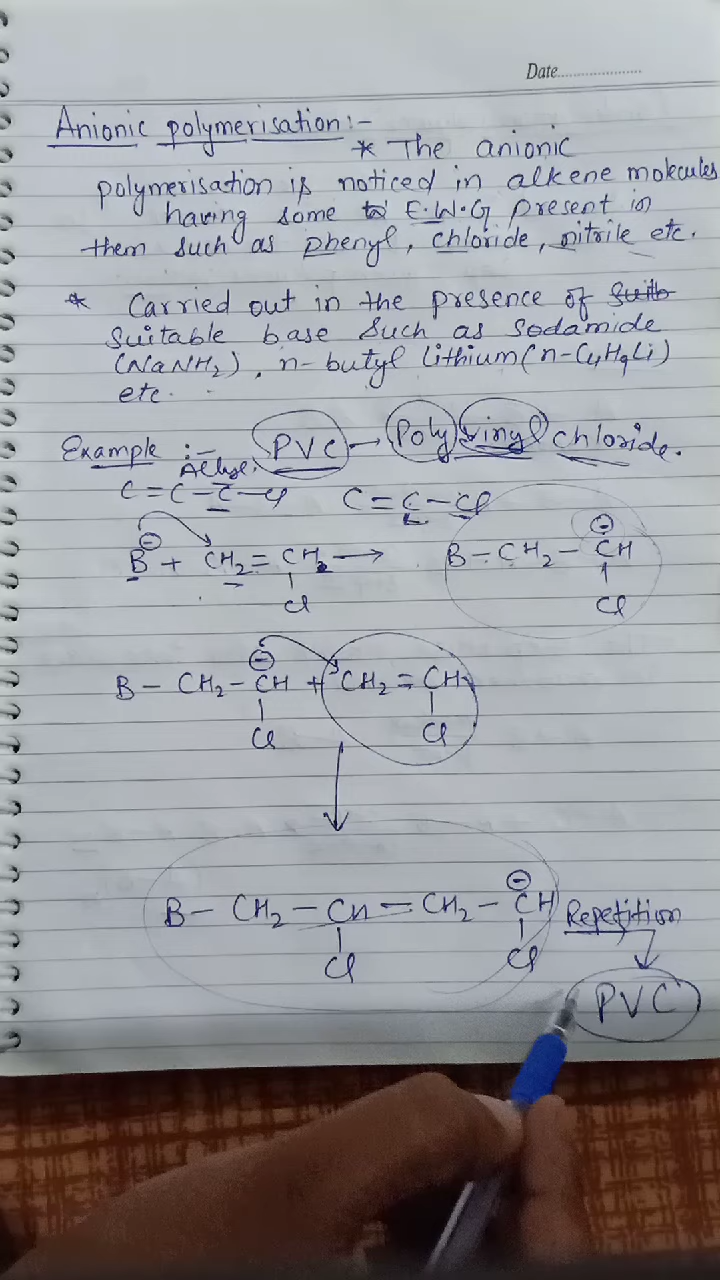 Date....................
Anionic polymerisation:-
* The anionic
polymerisation is noticed in alkene molecules
having some E.W.G present in
them such as phenyl, chloride, nitrile etc.
* Carried out in the presence of
suitable base such as sodamide
(NaNH₂), n-butyl lithium(n-C₄H₉Li)
etc.
Example :- PVC → Poly vinyl chloride.
Allyl:
C=C-C-Cl C=C-Cl
B⊖ + CH₂=CH₂ → B-CH₂-⊖CH
Cl Cl
B-CH₂-⊖CH + CH₂=CH
Cl Cl
B-CH₂-CH=CH₂-⊖CH Repetition
Cl Cl
PVC